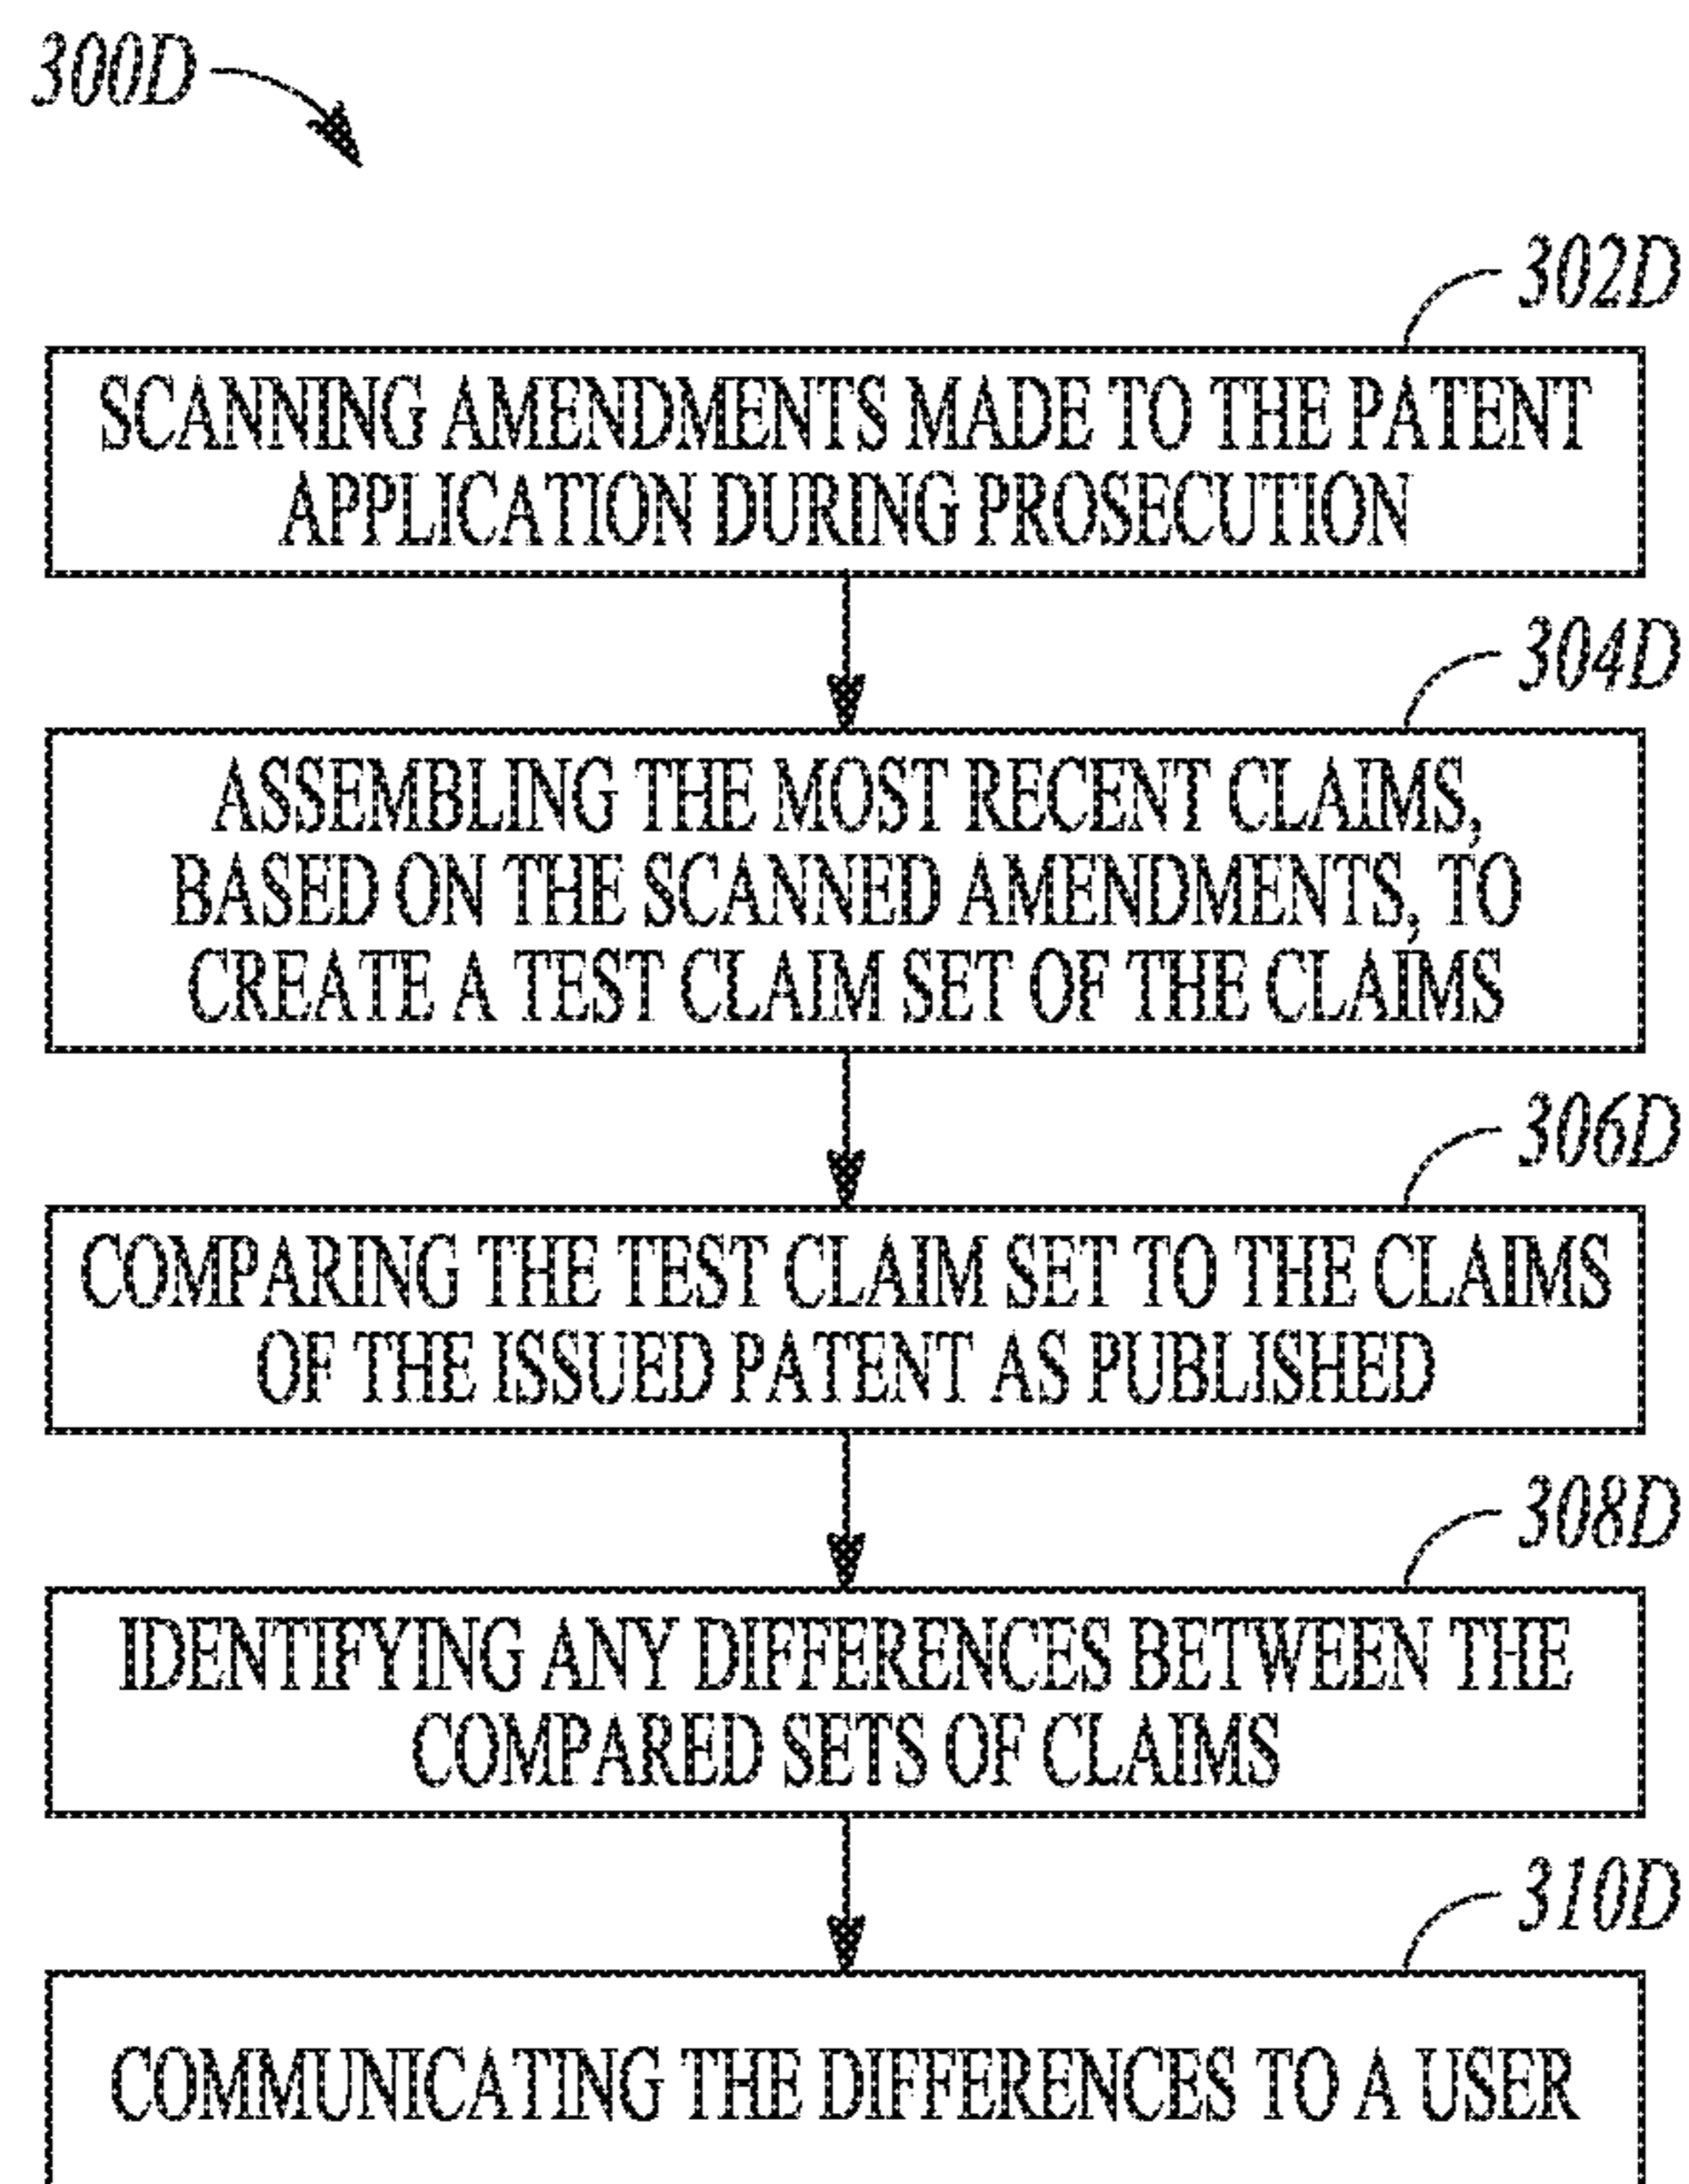 300D
302D
SCANNING AMENDMENTS MADE TO THE PATENT
APPLICATION DURING PROSECUTION
304D
ASSEMBLING THE MOST RECENT CLAIMS,
BASED ON THE SCANNED AMENDMENTS, TO
CREATE A TEST CLAIM SET OF THE CLAIMS
306D
COMPARING THE TEST CLAIM SET TO THE CLAIMS
OF THE ISSUED PATENT AS PUBLISHED
308D
IDENTIFYING ANY DIFFERENCES BETWEEN THE
COMPARED SETS OF CLAIMS
310D
COMMUNICATING THE DIFFERENCES TO A USER